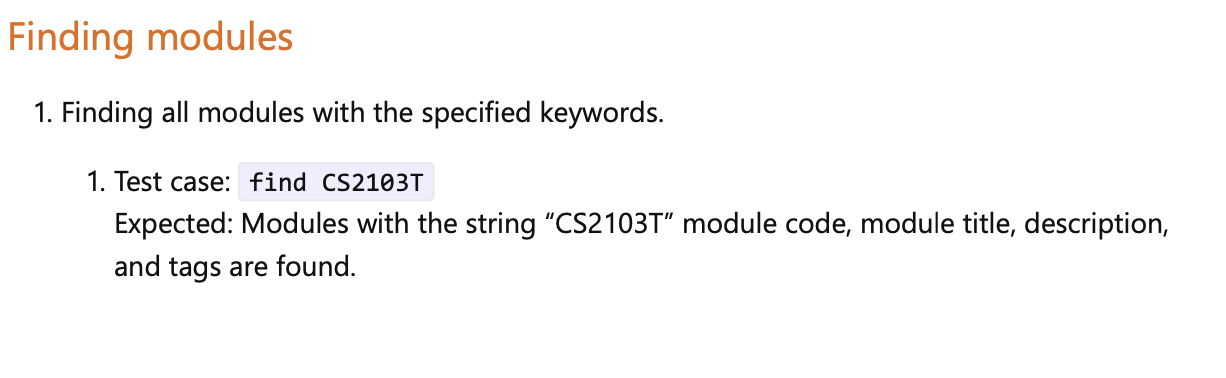 Finding modules
1. Finding all modules with the specified keywords.
1. Test case: find CS2103T
Expected: Modules with the string “CS2103T” module code, module title, description,
and tags are found.